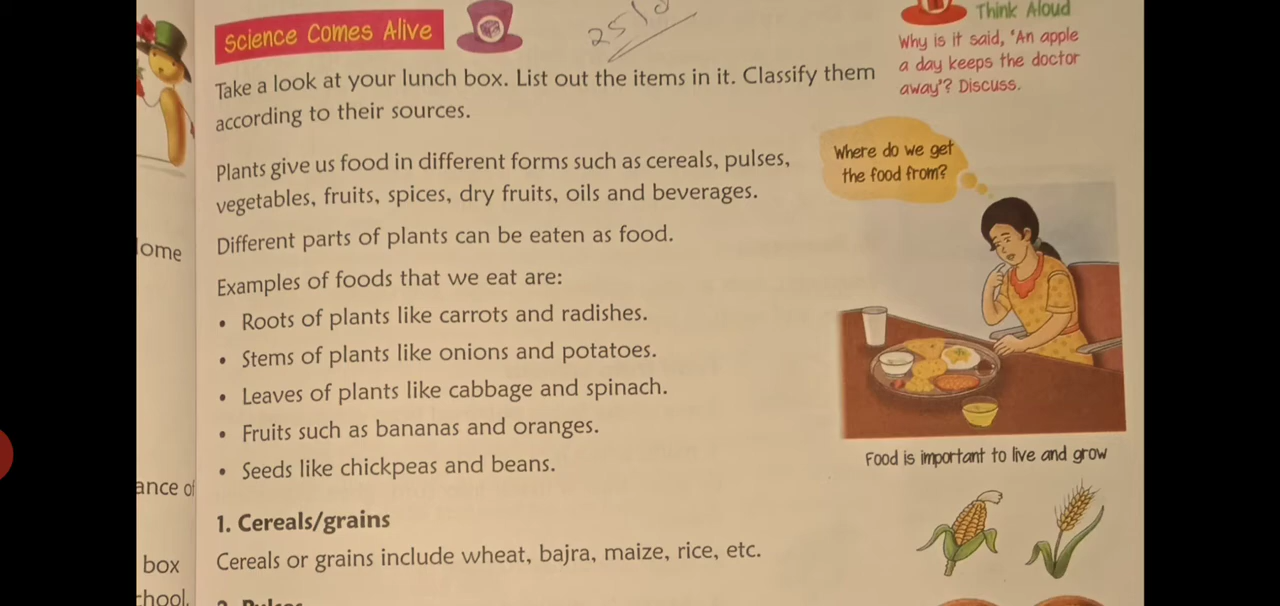 Science Comes Alive
Take a look at your lunch box. List out the items in it. Classify them
according to their sources.
Plants give us food in different forms such as cereals, pulses,
vegetables, fruits, spices, dry fruits, oils and beverages.
Different parts of plants can be eaten as food.
Examples of foods that we eat are:
• Roots of plants like carrots and radishes.
• Stems of plants like onions and potatoes.
• Leaves of plants like cabbage and spinach.
• Fruits such as bananas and oranges.
• Seeds like chickpeas and beans.
1. Cereals/grains
Cereals or grains include wheat, bajra, maize, rice, etc.
2. Pulses
Think Aloud
Why is it said, 'An apple
a day keeps the doctor
away'? Discuss.
Where do we get
the food from?
Food is important to live and grow
ome
ance of
box
chool.